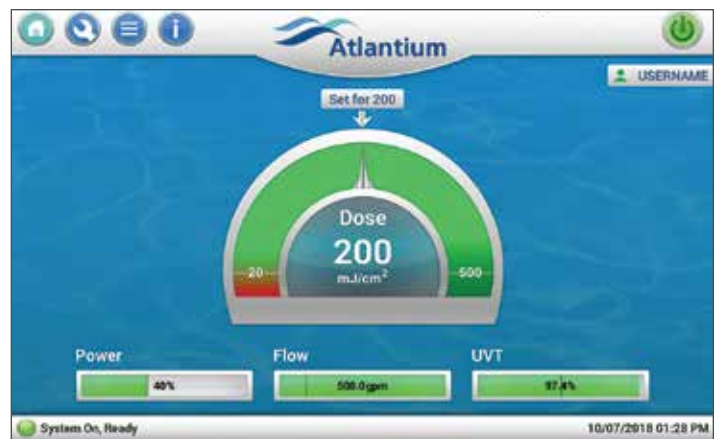 Atlantium
USERNAME
Set for 200
Dose
200
mJ/cm²
20
500
Power
Flow
UVT
40%
500.0gpm
97.4%
System On, Ready
10/07/2018 01:28 PM